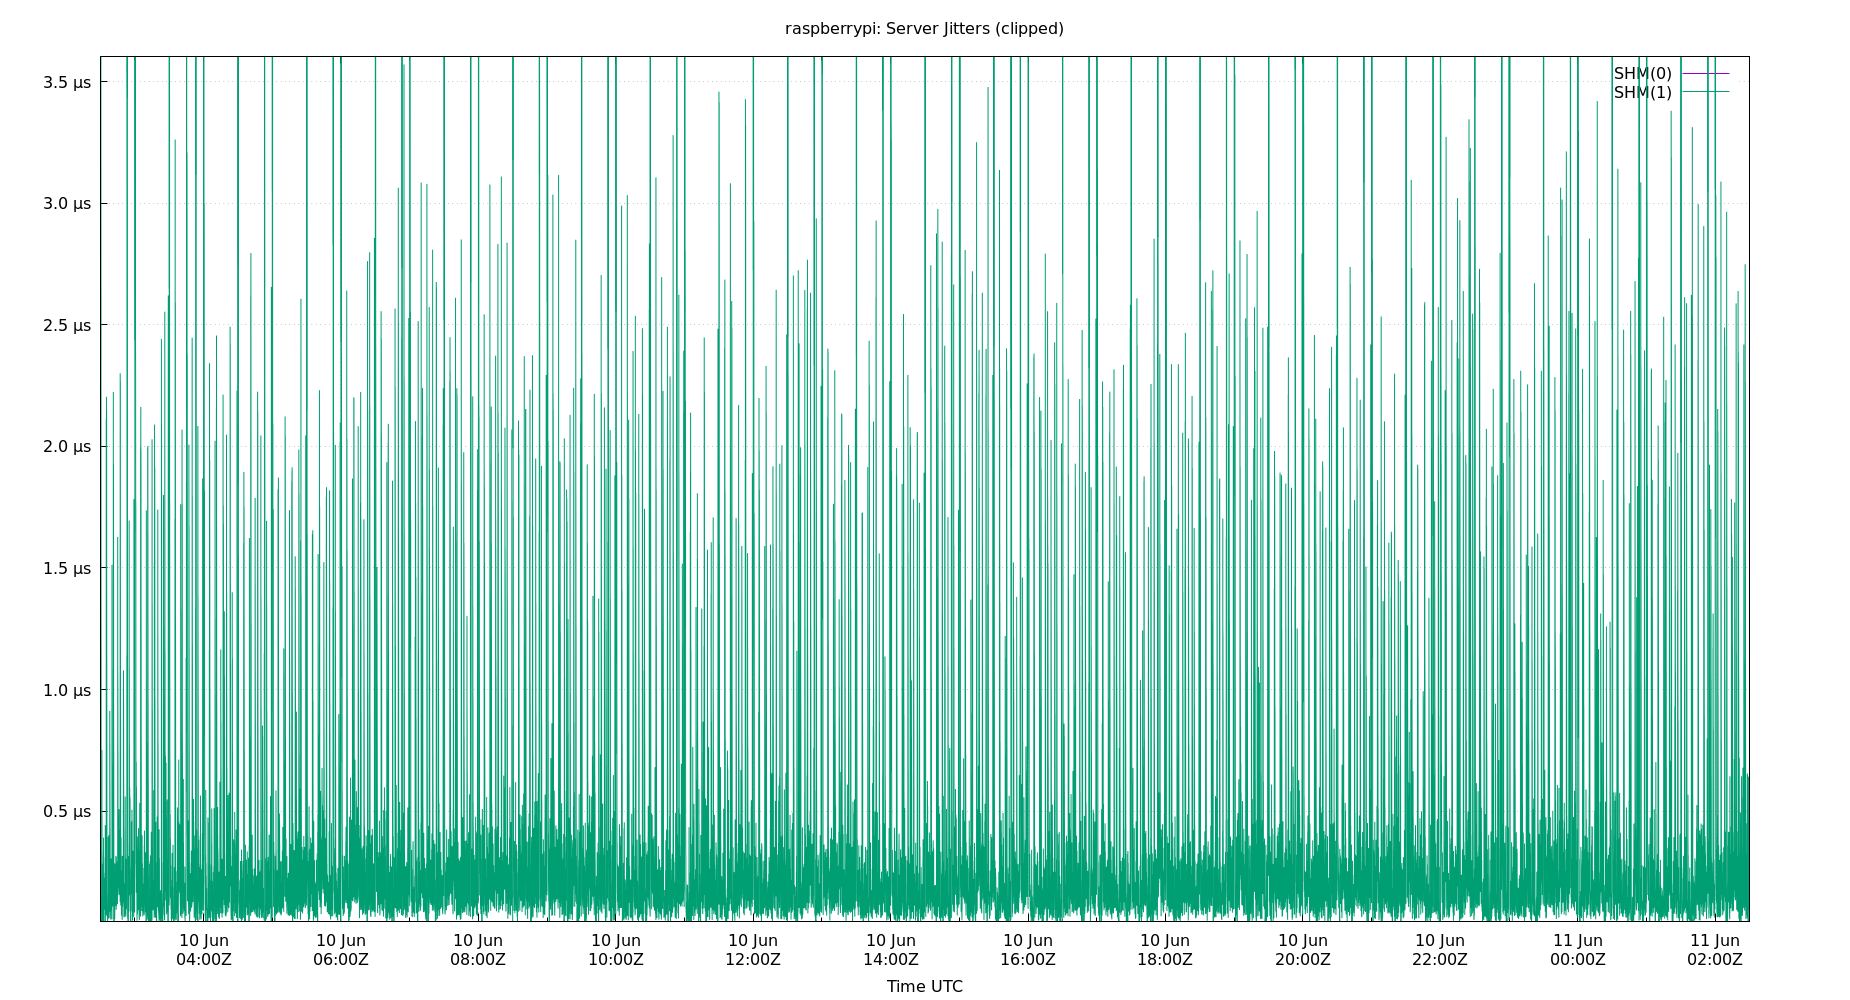 raspberrypi: Server Jitters (clipped)
SHM(0)
SHM(1)
3.5 µs
3.0 µs
2.5 µs
2.0 µs
1.5 µs
1.0 µs
0.5 µs
10 Jun 10 Jun 10 Jun 10 Jun 10 Jun 10 Jun 10 Jun 10 Jun 10 Jun 10 Jun 11 Jun 11 Jun
04:00Z 06:00Z 08:00Z 10:00Z 12:00Z 14:00Z 16:00Z 18:00Z 20:00Z 22:00Z 00:00Z 02:00Z
Time UTC